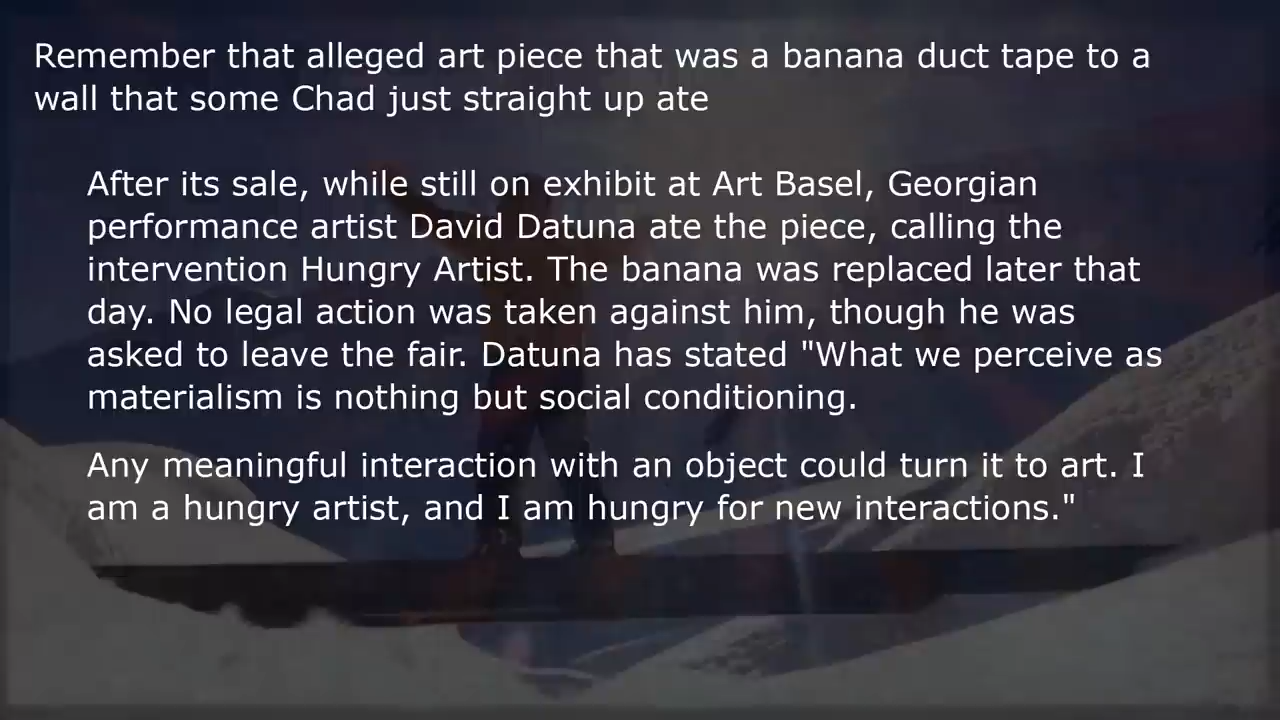 Remember that alleged art piece that was a banana duct tape to a
wall that some Chad just straight up ate
After its sale, while still on exhibit at Art Basel, Georgian
performance artist David Datuna ate the piece, calling the
intervention Hungry Artist. The banana was replaced later that
day. No legal action was taken against him, though he was
asked to leave the fair. Datuna has stated "What we perceive as
materialism is nothing but social conditioning.
Any meaningful interaction with an object could turn it to art. I
am a hungry artist, and I am hungry for new interactions."